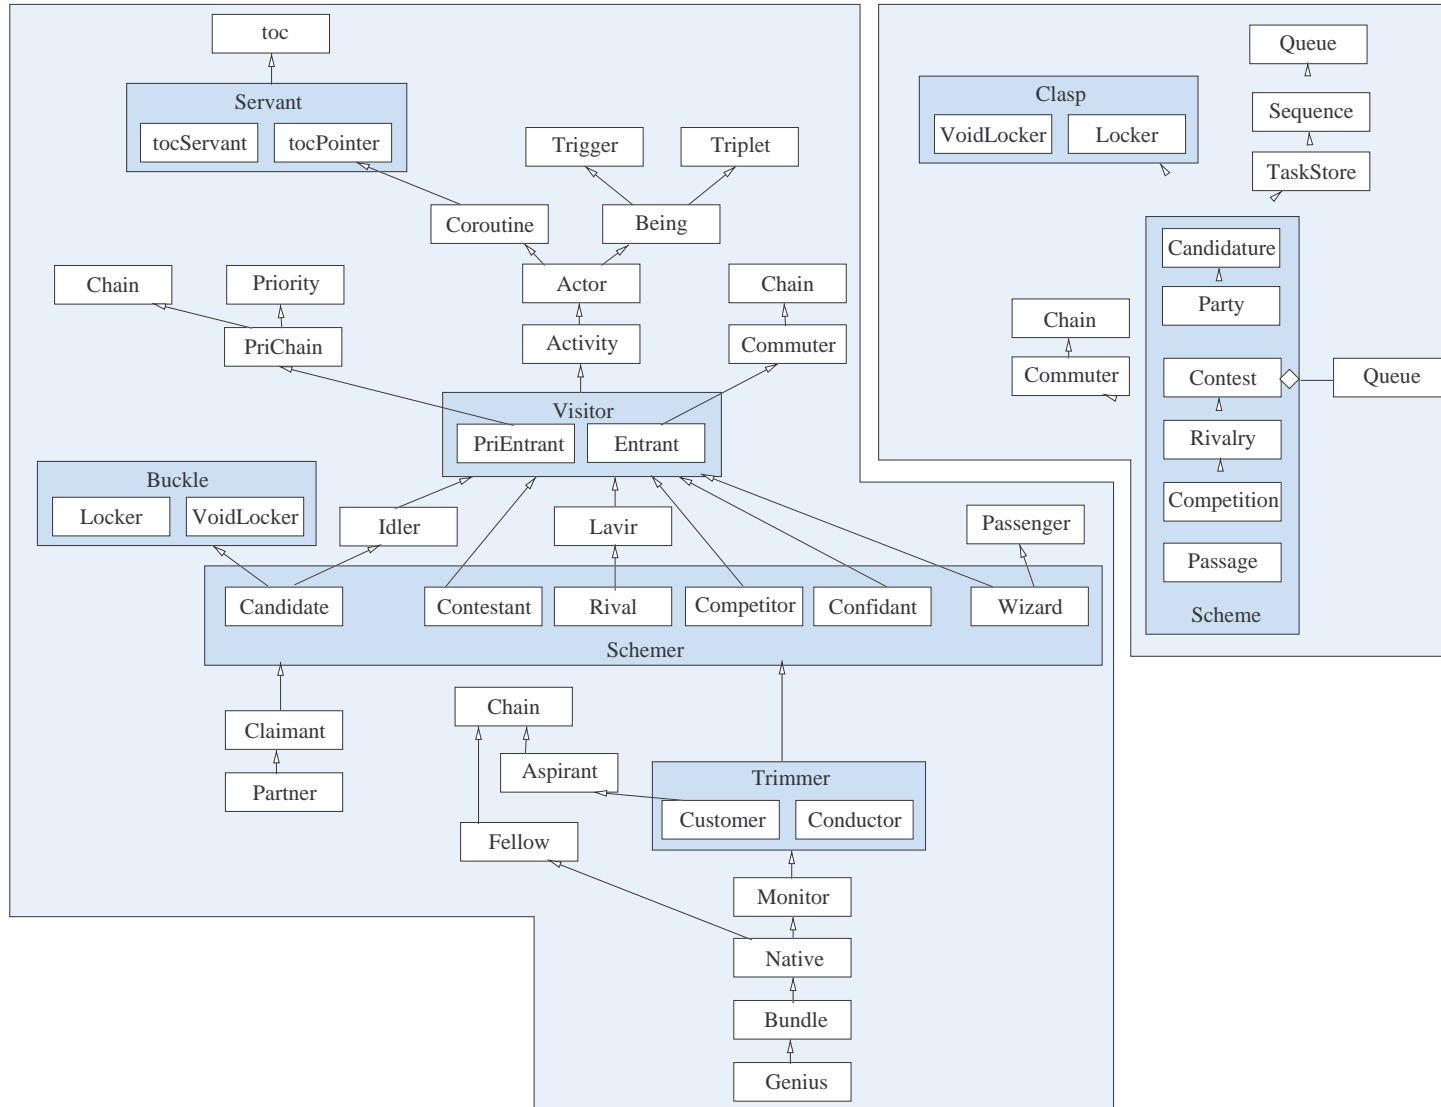 toc
Servant
tocServant
tocPointer
Trigger
Triplet
Coroutine
Being
Chain
Priority
Actor
Chain
PriChain
Activity
Commuter
Visitor
PriEntrant
Entrant
Buckle
Locker
VoidLocker
Idler
Lavir
Passenger
Candidate
Contestant
Rival
Competitor
Confidant
Wizard
Schemer
Claimant
Chain
Partner
Aspirant
Trimmer
Customer
Conductor
Fellow
Monitor
Native
Bundle
Genius
Queue
Clasp
VoidLocker
Locker
Sequence
TaskStore
Candidature
Party
Chain
Commuter
Contest
Queue
Rivalry
Competition
Passage
Scheme